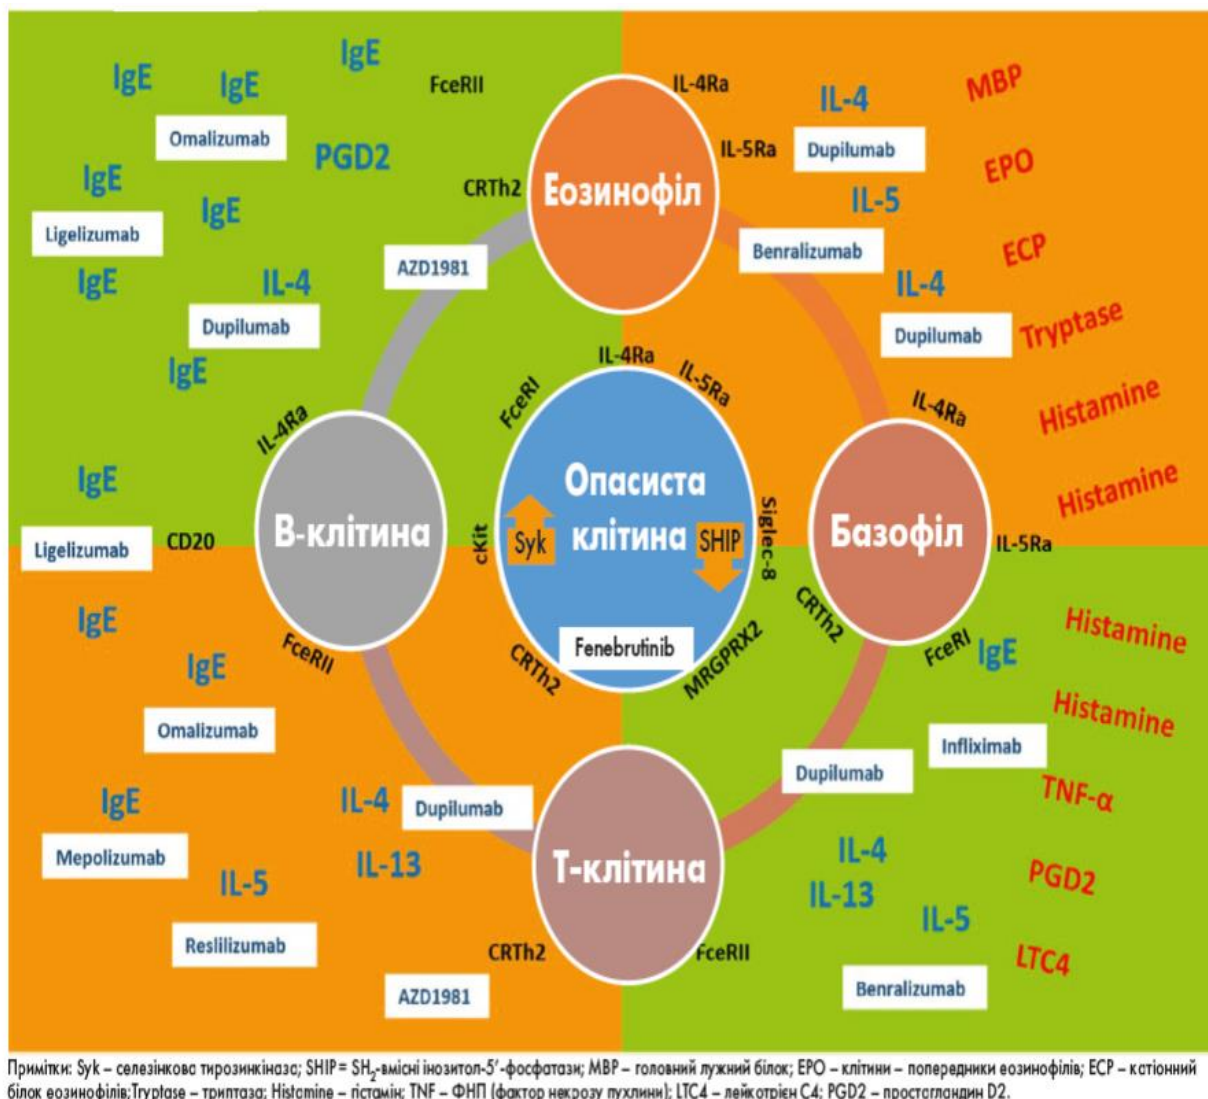 IgE
IgE
IgE
FceRII
IL-4Ra
IL-4
MBP
Omalizumab
PGD2
IL-5Ra
Dupilumab
EPO
IgE
CRTh2
Еозинофіл
IL-5
IgE
Ligelizumab
AZD1981
Benralizumab
ECP
IgE
IL-4
IL-4
Dupilumab
Dupilumab
Tryptase
IgE
IL-4Ra
IL-5Ra
FceRI
IL-4Ra
IL-4Ra
Histamine
IgE
Опасиста
клітина
Histamine
Ligelizumab
CD20
В-клітина
cKit
Syk
SHIP
Siglec-8
Базофіл
IL-5Ra
IgE
FceRII
CRTh2
Fenebrutinib
MRGPRX2
CRTh2
FceRI
IgE
Histamine
IgE
Omalizumab
Histamine
Infliximab
Dupilumab
IgE
IL-4
Dupilumab
TNF-α
Mepolizumab
IL-13
Т-клітина
IL-4
IL-5
IL-13
PGD2
IL-5
Reslilizumab
CRTh2
FceRII
LTC4
AZD1981
Benralizumab
Примітки: Syk – селезінкова тирозинкіназа; SHIP = SH2-вмісні інозитол-5′-фосфатази; MBP – головний лужний білок; EPO – клітини – попередники еозинофілів; ECP – катіонний
білок еозинофілів;Tryptase – триптаза; Histamine – гістамін; TNF – ФНП (фактор некрозу пухлини); LTC4 – лейкотрієн C4; PGD2 – простагландин D2.